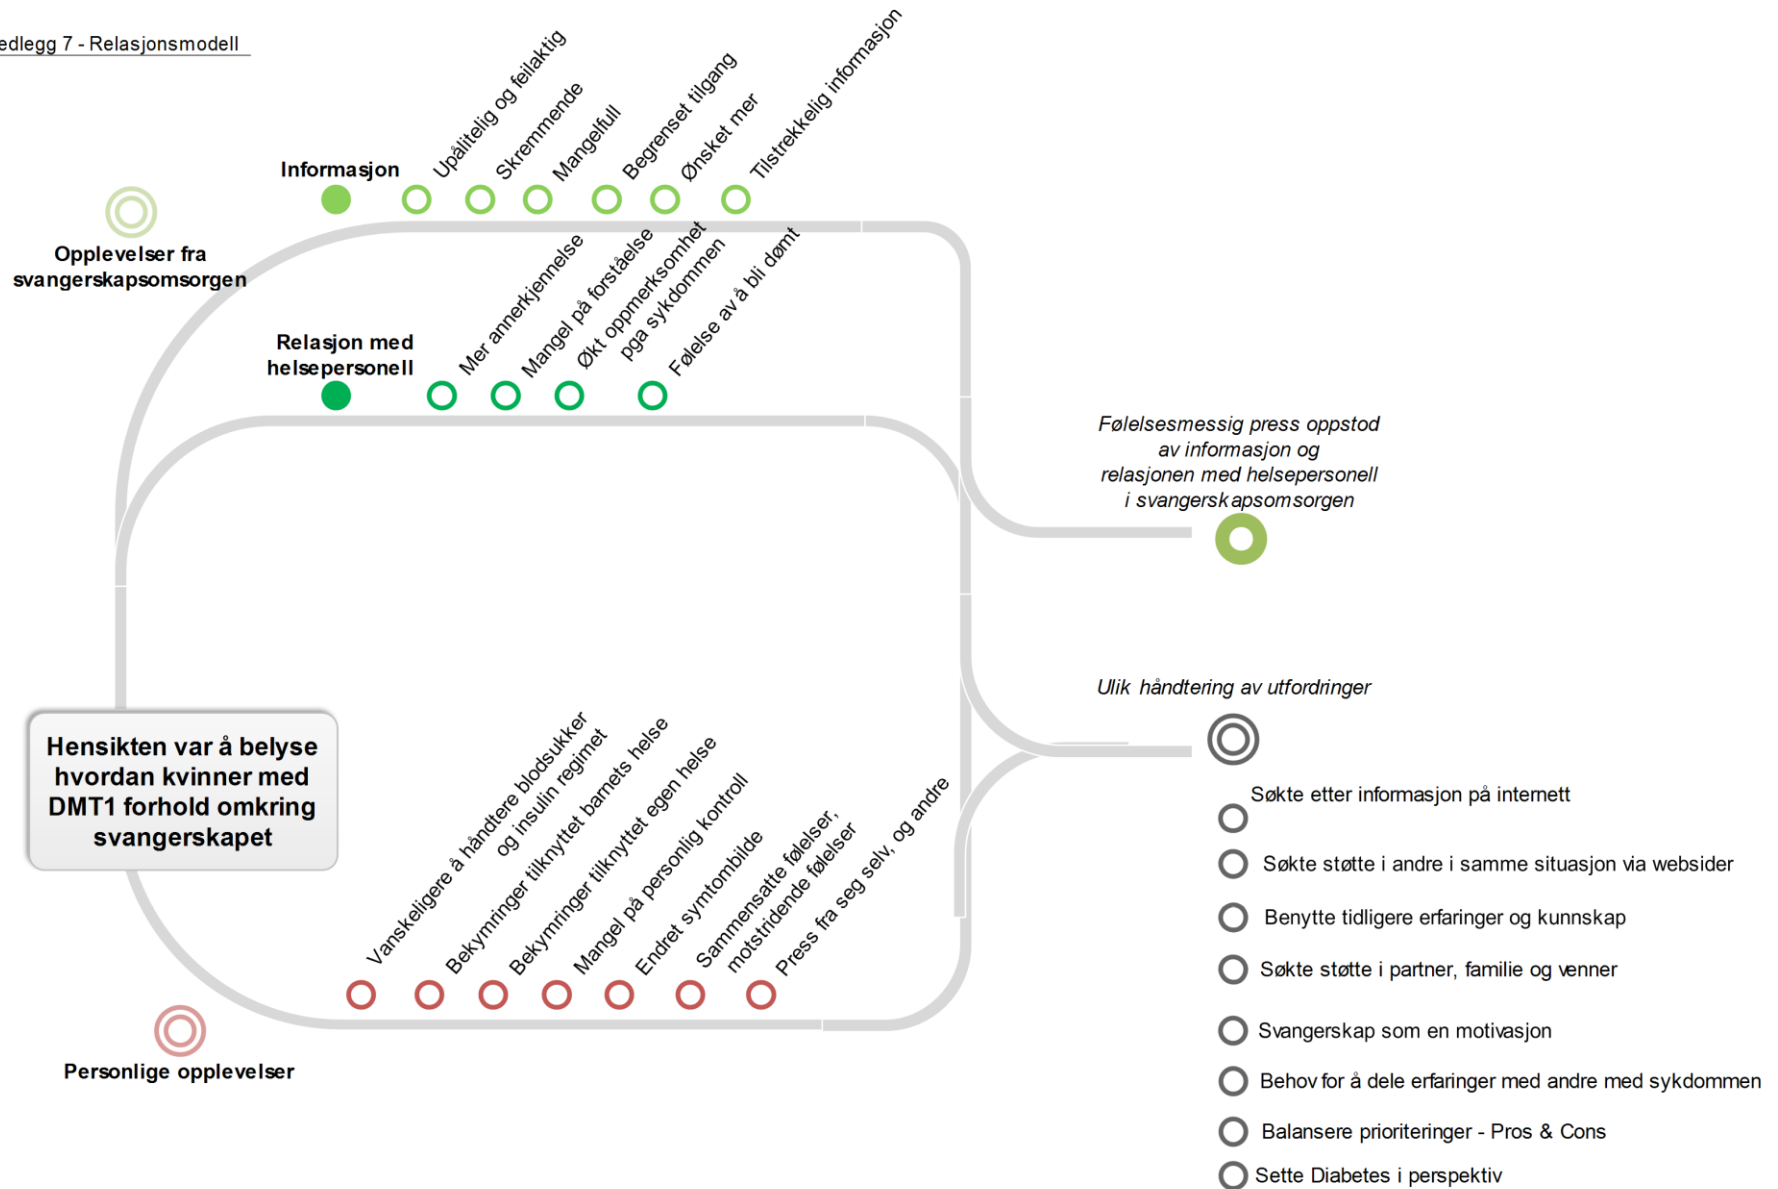 edlegg 7 - Relasjonsmodell
Informasjon
Upålitelig og feilaktig
Skremmende
Mangelfull
Begrenset tilgang
Ønsket mer
Tilstrekkelig informasjon
Opplevelser fra
svangerskapsomsorgen
Relasjon med
helsepersonell
Mer annerkjennelse
Mangel på forståelse
Økt oppmerksomhet
pga sykdommen
Følelse av å bli dømt
Følelsesmessig press oppstod
av informasjon og
relasjonen med helsepersonell
i svangerskapsomsorgen
Hensikten var å belyse
hvordan kvinner med
DMT1 forhold omkring
svangerskapet
Vanskeligere å håndtere blodsukker
og insulin regimet
Bekymringer tilknyttet barnets helse
Bekymringer tilknyttet egen helse
Mangel på personlig kontroll
Endret symtombilde
Sammensatte følelser,
motstridende følelser
Press fra seg selv, og andre
Personlige opplevelser
Ulik håndtering av utfordringer
Søkte etter informasjon på internett
Søkte støtte i andre i samme situasjon via websider
Benytte tidligere erfaringer og kunnskap
Søkte støtte i partner, familie og venner
Svangerskap som en motivasjon
Behov for å dele erfaringer med andre med sykdommen
Balansere prioriteringer - Pros & Cons
Sette Diabetes i perspektiv